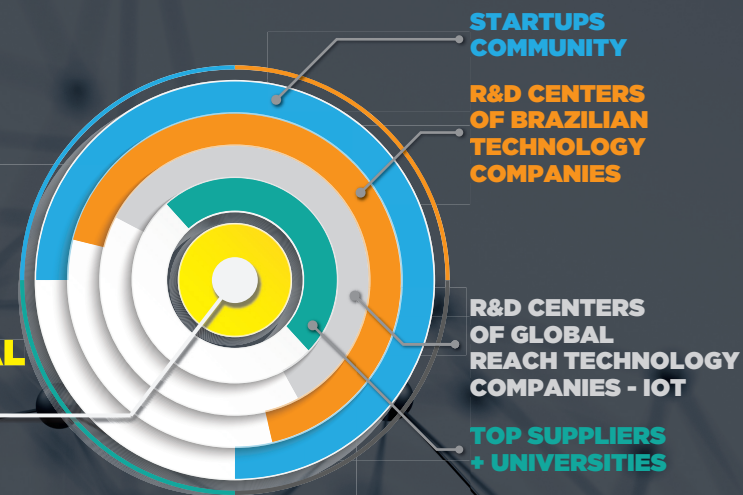 STARTUPS
COMMUNITY
R&D CENTERS
OF BRAZILIAN
TECHNOLOGY
COMPANIES
R&D CENTERS
OF GLOBAL
REACH TECHNOLOGY
COMPANIES - IOT
TOP SUPPLIERS
+ UNIVERSITIES